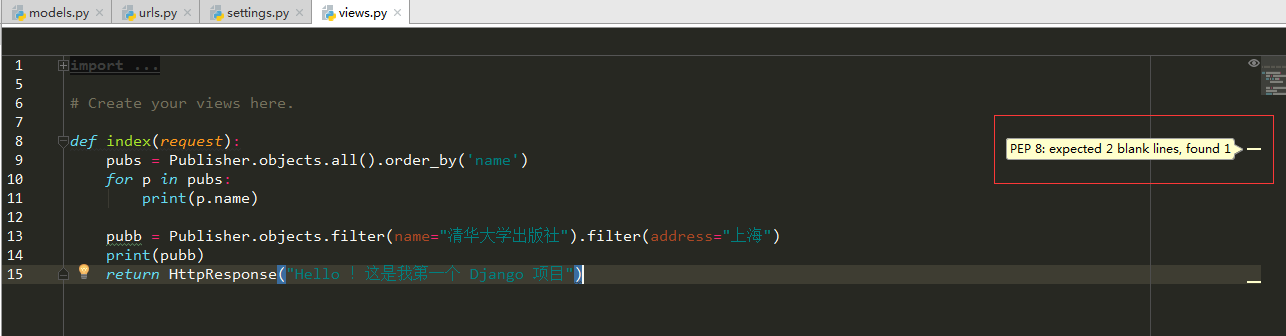 models.py × urls.py × settings.py × views.py ×
1 import ...
5
6 # Create your views here.
7
8 def index(request):
9 pubs = Publisher.objects.all().order_by('name')
PEP 8: expected 2 blank lines, found 1
10 for p in pubs:
11 print(p.name)
12
13 pubb = Publisher.objects.filter(name="清华大学出版社").filter(address="上海")
14 print(pubb)
15 return HttpResponse("Hello ! 这是我第一个 Django 项目")